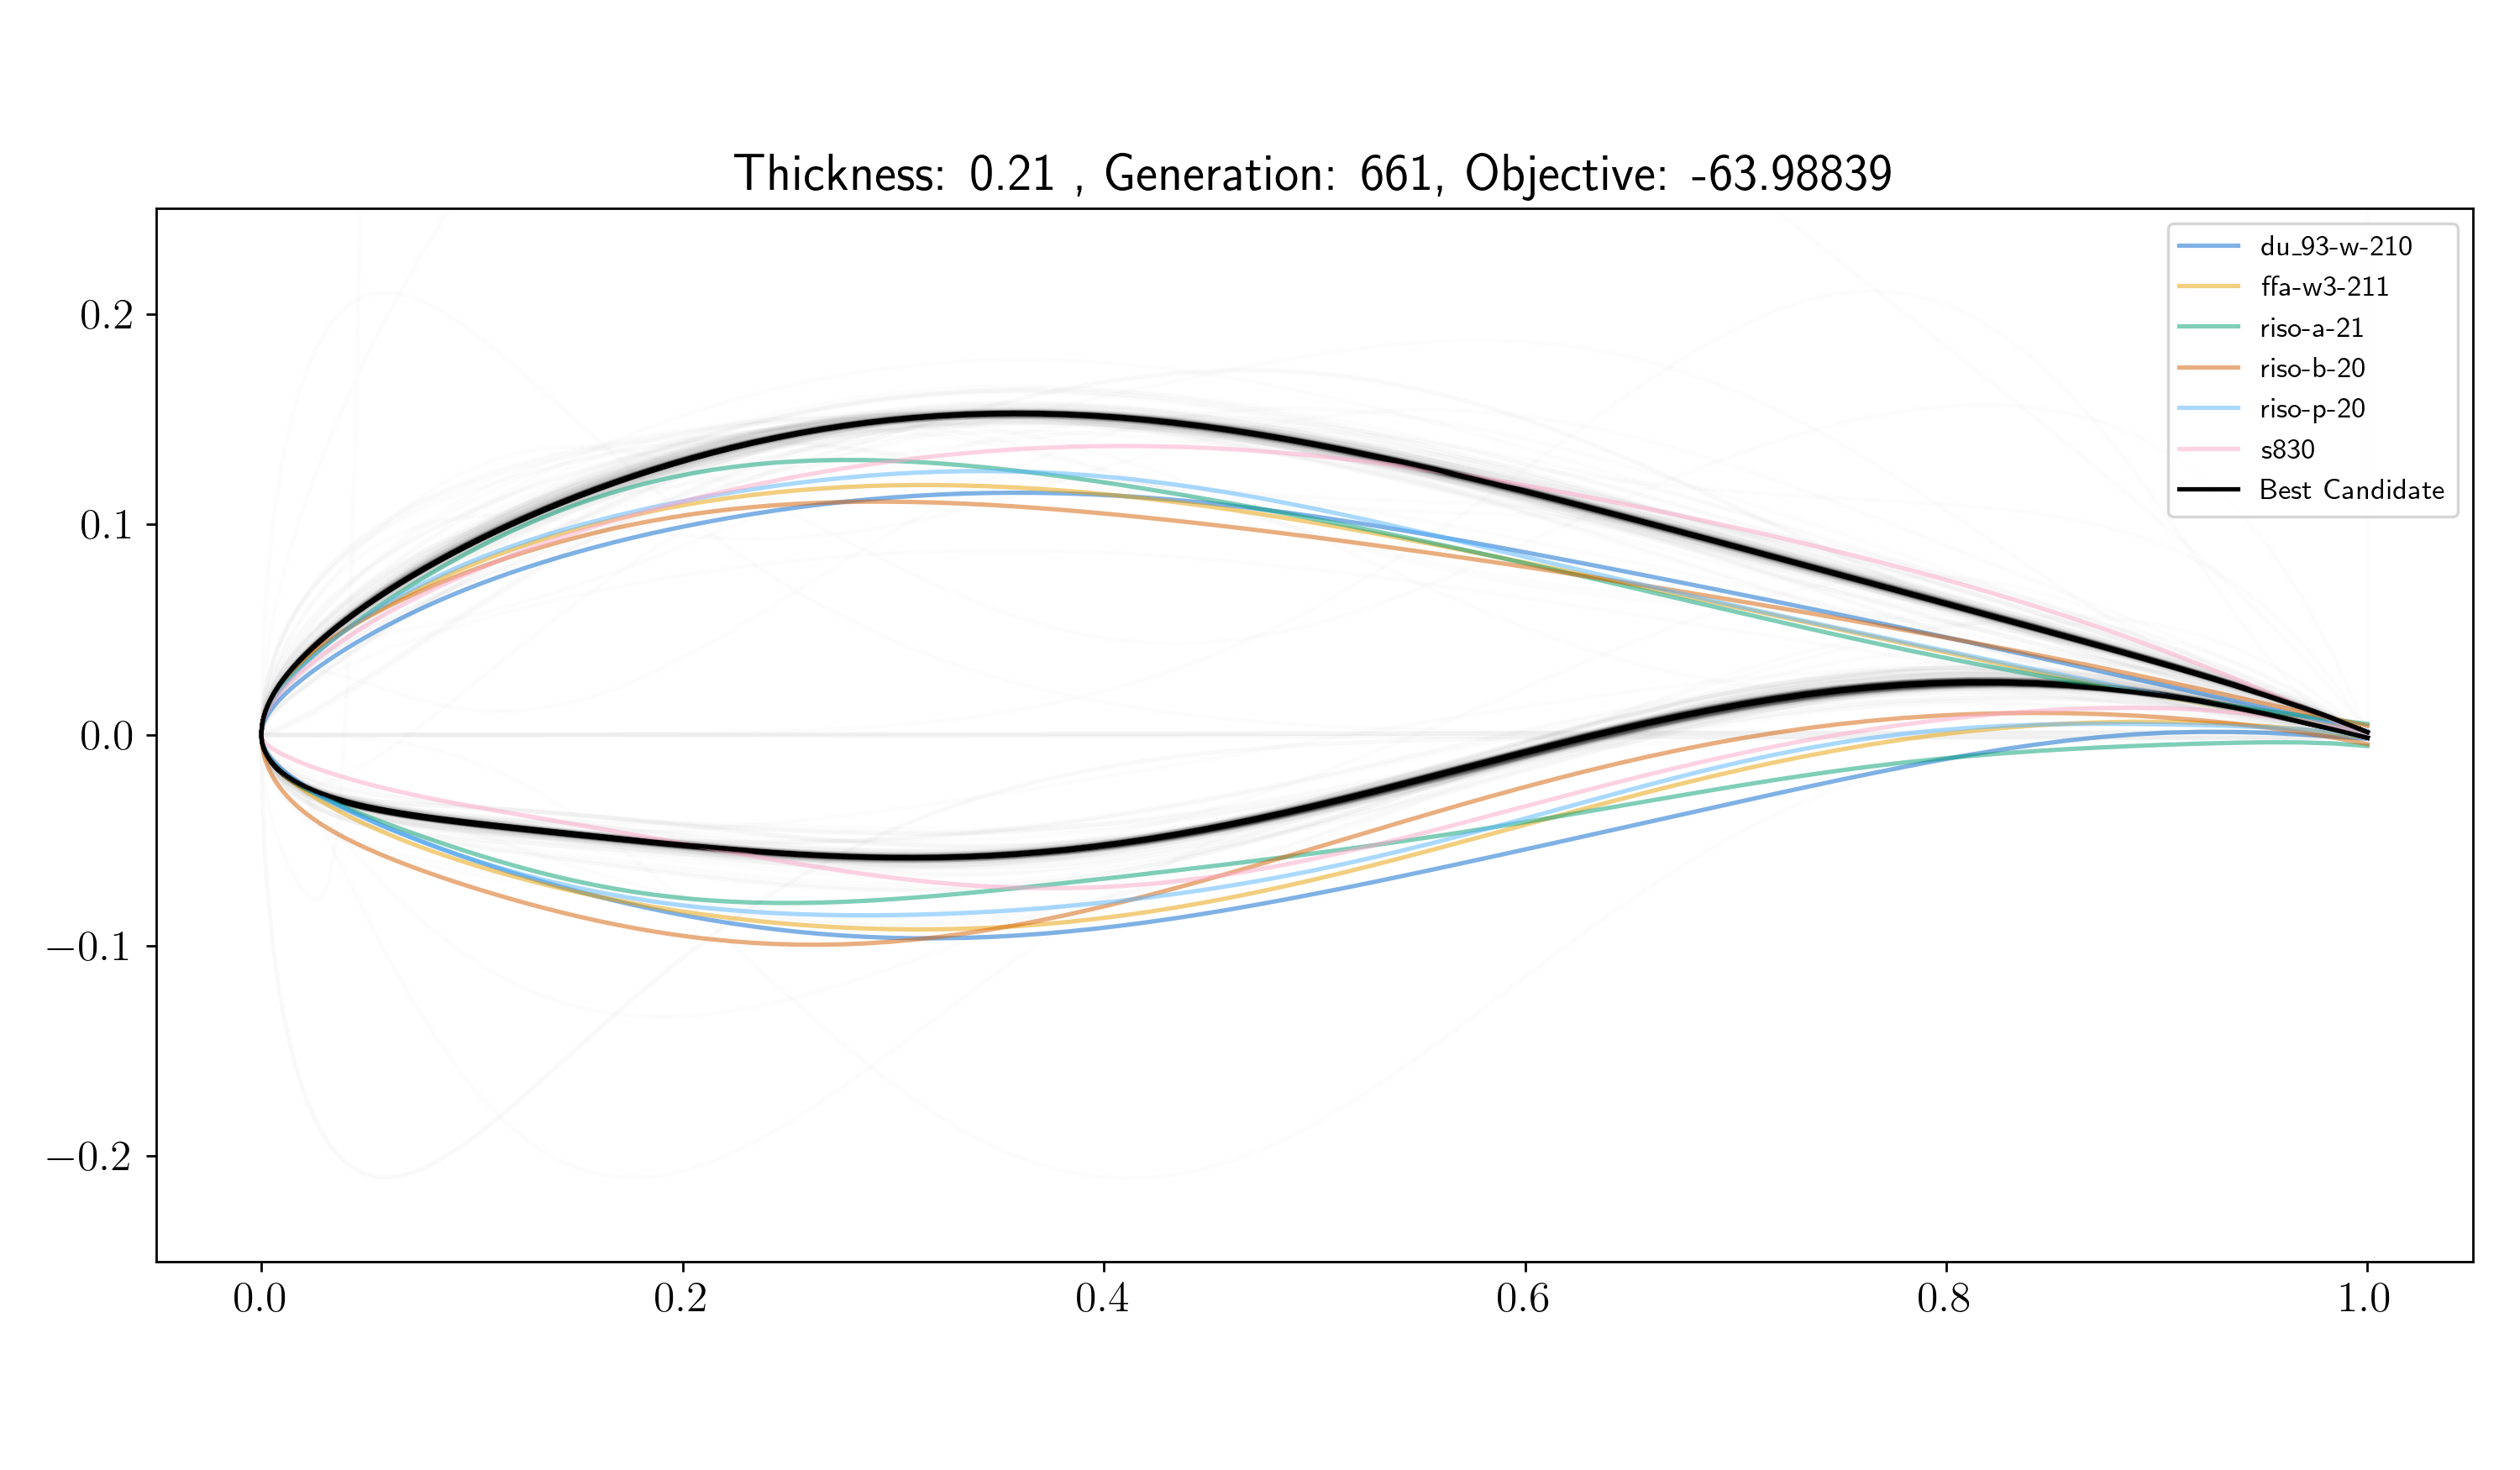 Thickness: 0.21 , Generation: 661, Objective: -63.98839
du_93-w-210
ffa-w3-211
riso-a-21
riso-b-20
riso-p-20
s830
Best Candidate
0.2
0.1
0.0
−0.1
−0.2
0.0 0.2 0.4 0.6 0.8 1.0